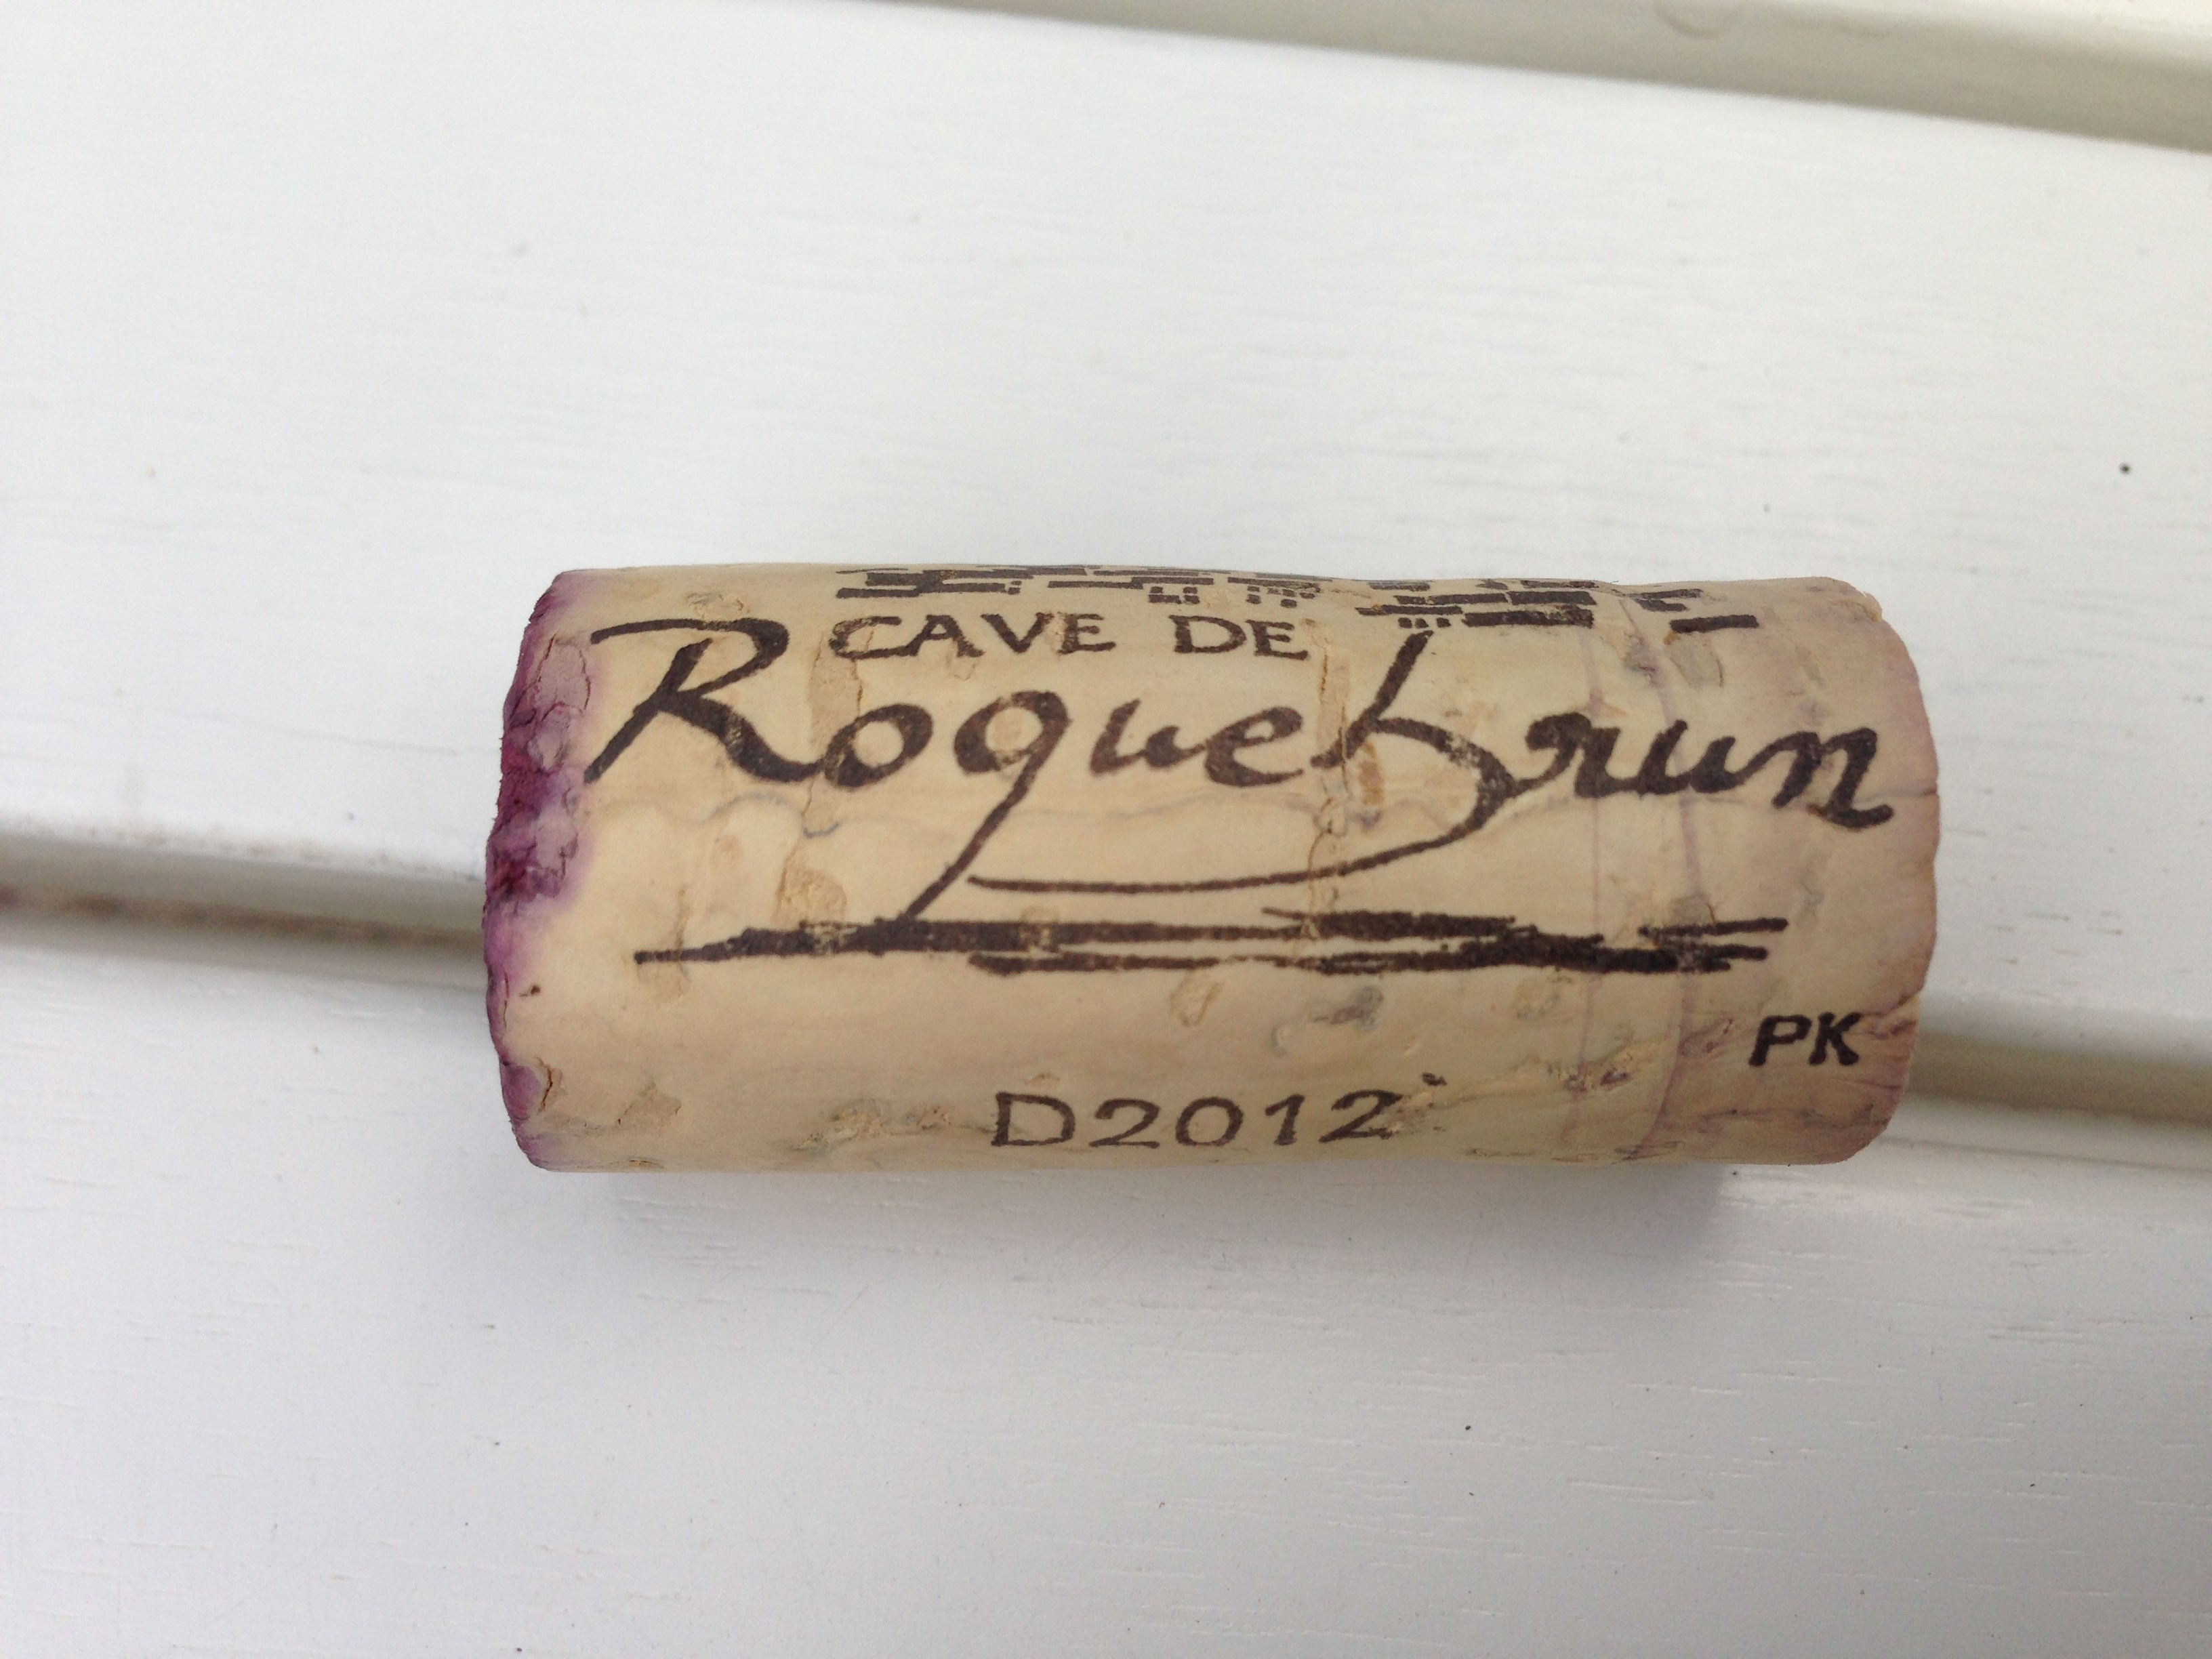 CAVE DE
Roquebrun
PK
D2012